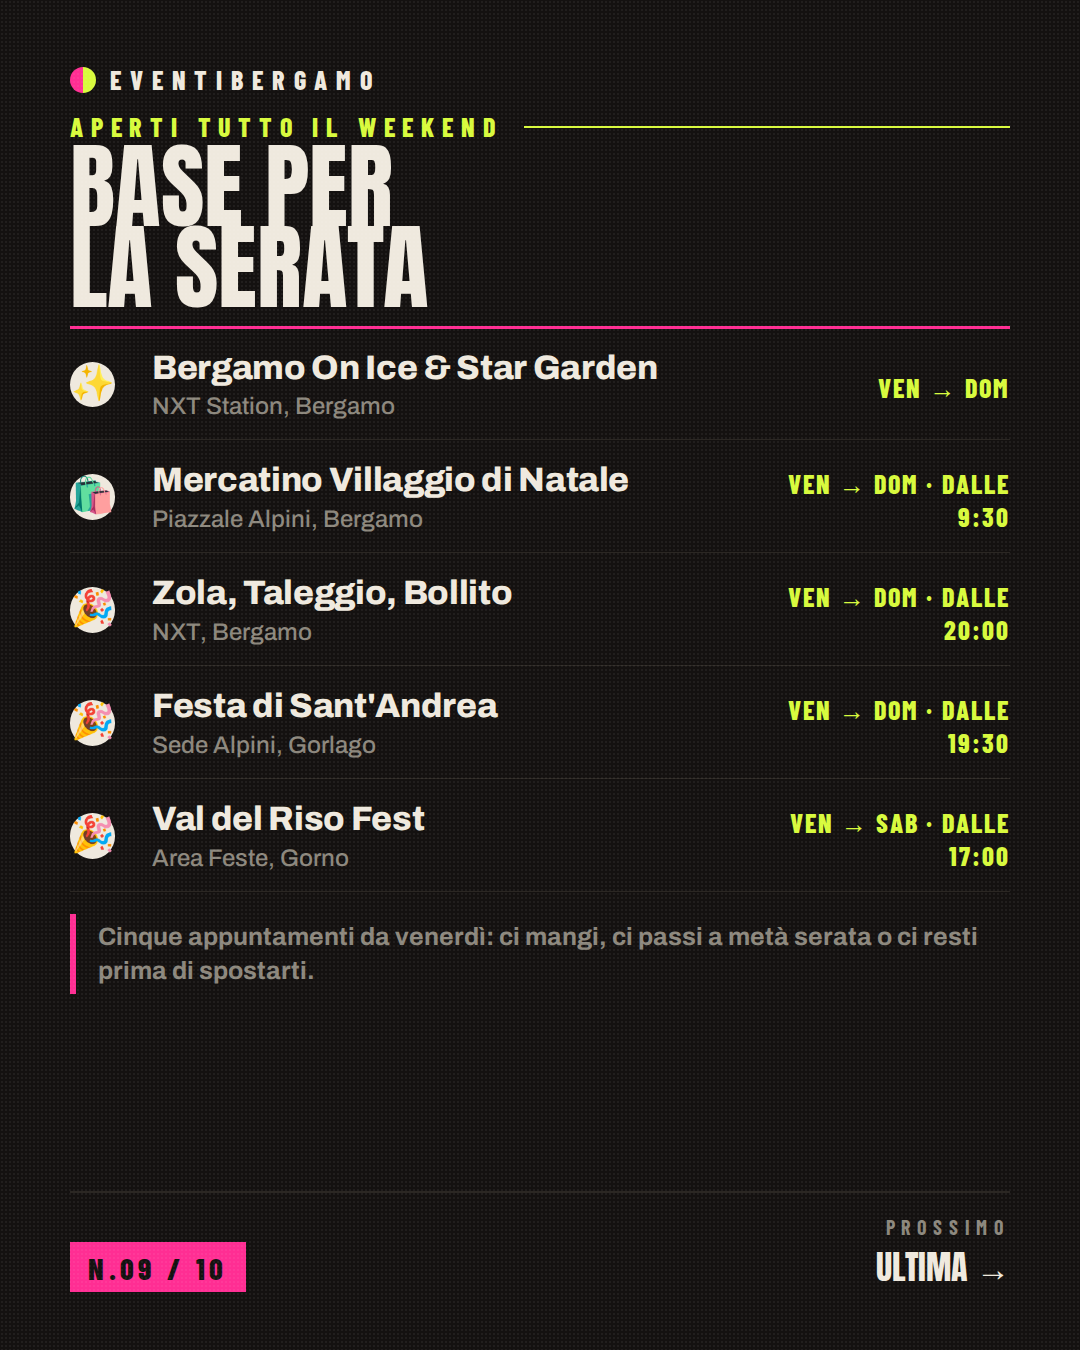 EVENTIBERGAMO
APERTI TUTTO IL WEEKEND
BASE PER
LA SERATA
Bergamo On Ice & Star Garden
NXT Station, Bergamo
VEN → DOM
Mercatino Villaggio di Natale
Piazzale Alpini, Bergamo
VEN → DOM · DALLE
9:30
Zola, Taleggio, Bollito
NXT, Bergamo
VEN → DOM · DALLE
20:00
Festa di Sant'Andrea
Sede Alpini, Gorlago
VEN → DOM · DALLE
19:30
Val del Riso Fest
Area Feste, Gorno
VEN → SAB · DALLE
17:00
Cinque appuntamenti da venerdì: ci mangi, ci passi a metà serata o ci resti
prima di spostarti.
N.09 / 10
PROSSIMO
ULTIMA →